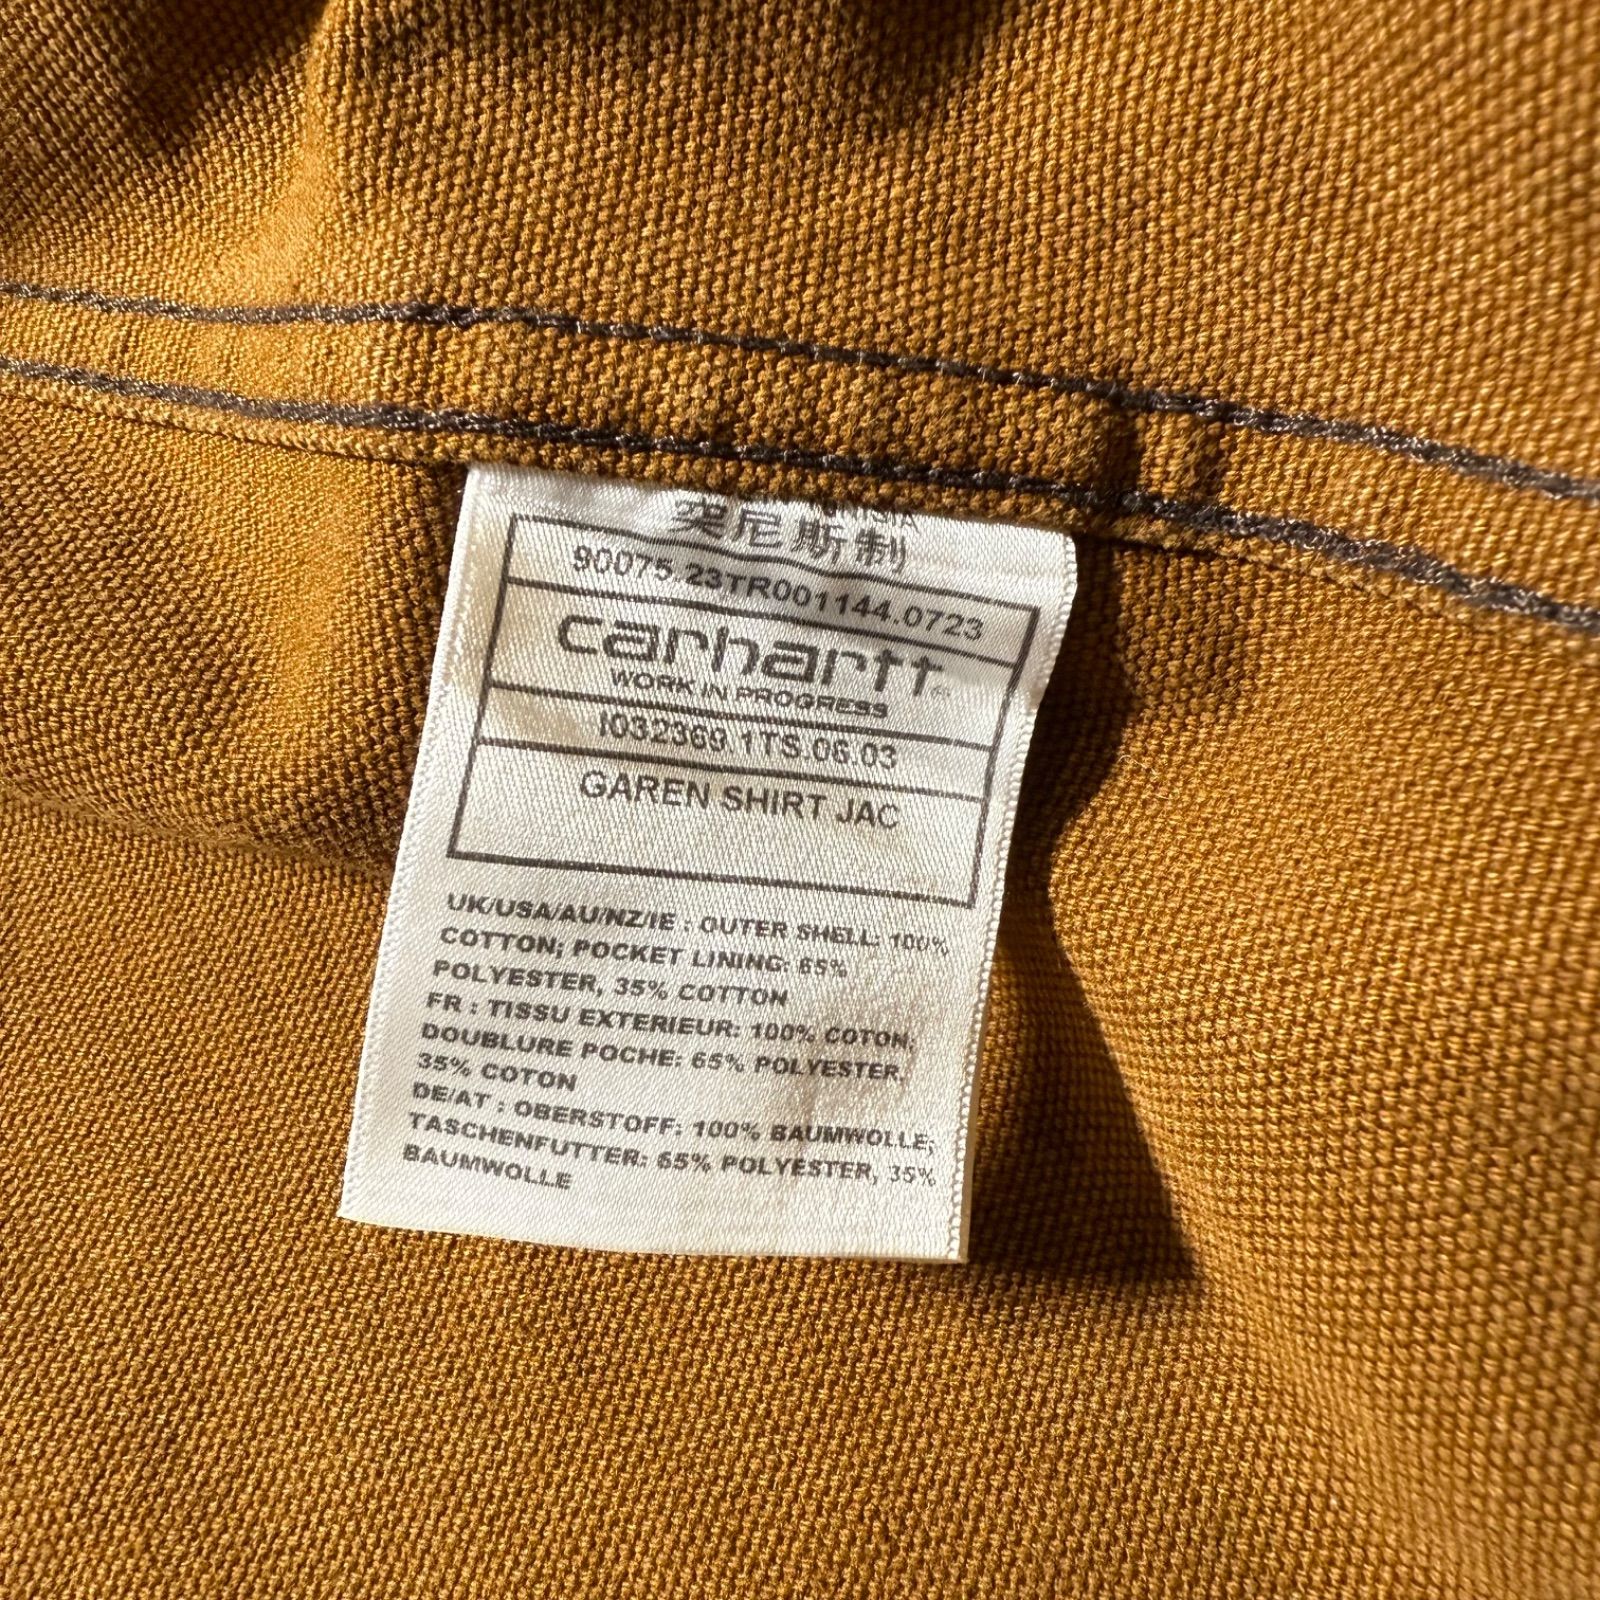 突尼斯制
90075.23TR001144.0723
carhartt®
WORK IN PROGRESS
I032369.1TS.06.03
GAREN SHIRT JAC
UK/USA/AU/NZ/IE : OUTER SHELL: 100%
COTTON; POCKET LINING: 65%
POLYESTER, 35% COTTON
FR : TISSU EXTERIEUR: 100% COTON;
DOUBLURE POCHE: 65% POLYESTER,
35% COTON
DE/AT : OBERSTOFF: 100% BAUMWOLLE;
TASCHENFUTTER: 65% POLYESTER, 35%
BAUMWOLLE